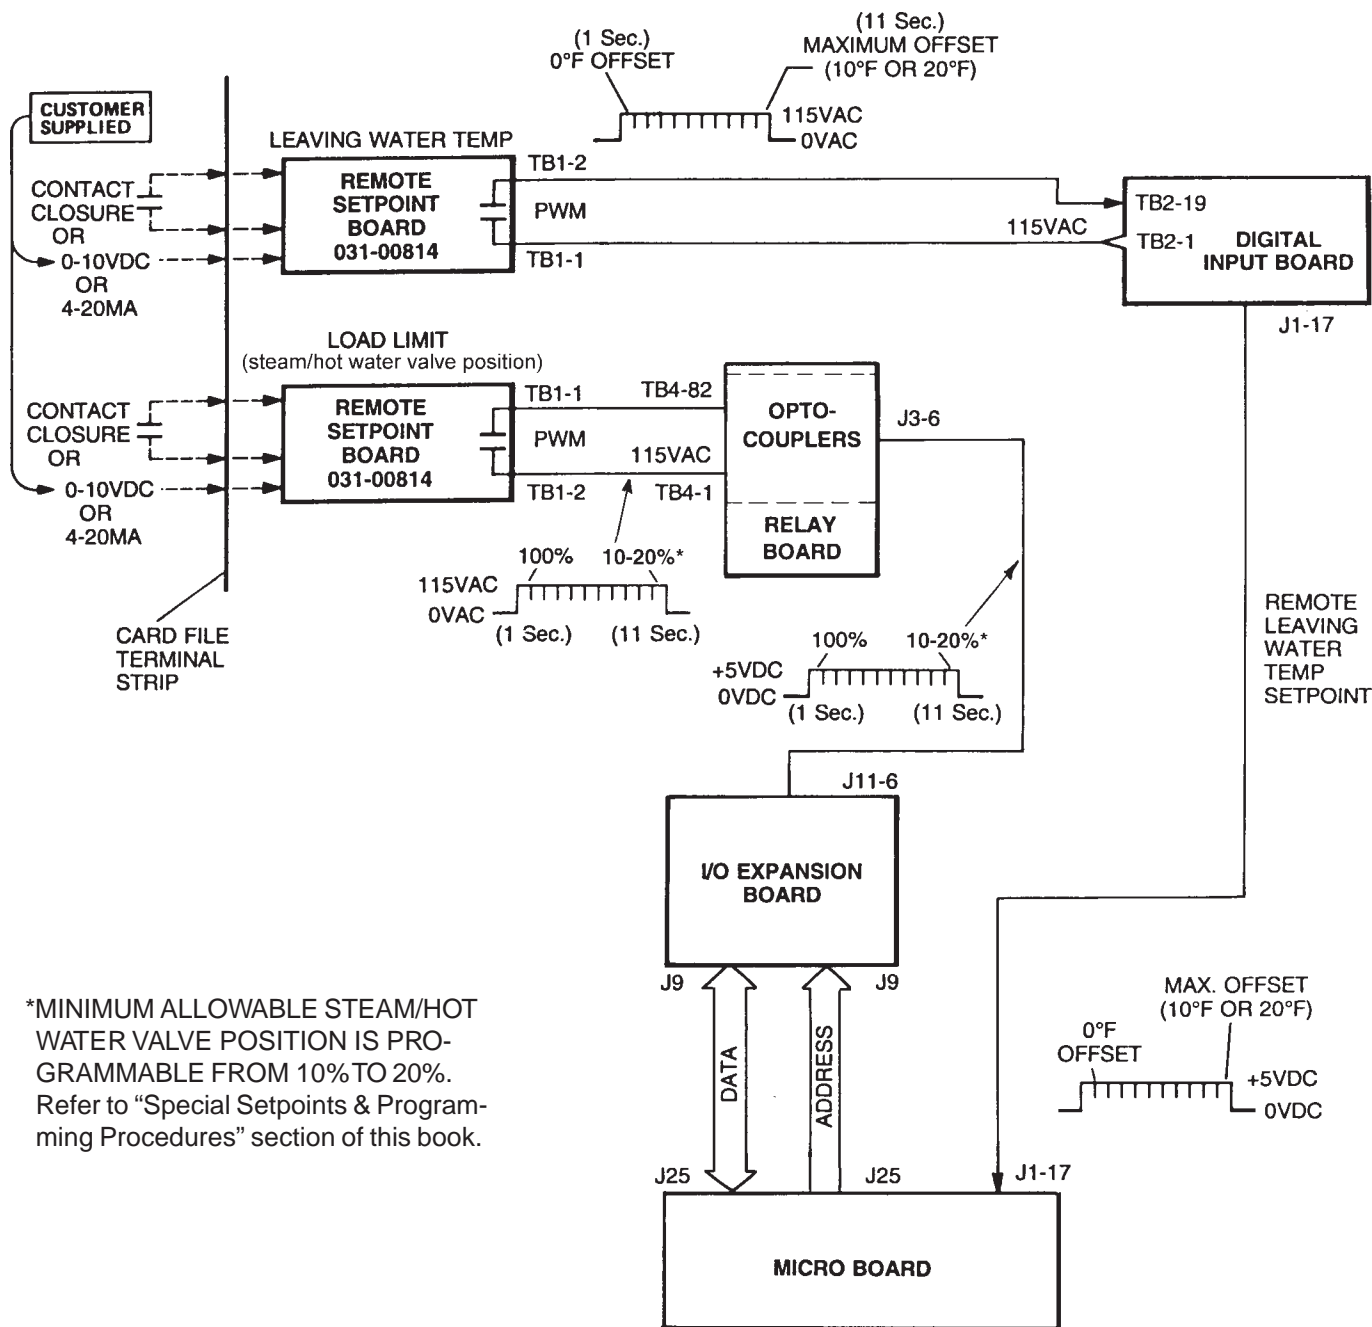 (1 Sec.)
0°F OFFSET
(11 Sec.)
MAXIMUM OFFSET
(10°F OR 20°F)
115VAC
0VAC
CUSTOMER
SUPPLIED
LEAVING WATER TEMP
CONTACT
CLOSURE
OR
0-10VDC
OR
4-20MA
REMOTE
SETPOINT
BOARD
031-00814
TB1-2
PWM
TB1-1
115VAC
TB2-19
TB2-1
DIGITAL
INPUT BOARD
J1-17
LOAD LIMIT
(steam/hot water valve position)
CONTACT
CLOSURE
OR
0-10VDC
OR
4-20MA
REMOTE
SETPOINT
BOARD
031-00814
TB1-1
PWM
TB1-2
TB4-82
115VAC
TB4-1
OPTO-
COUPLERS
RELAY
BOARD
J3-6
100%
10-20%*
115VAC
0VAC
(1 Sec.)
(11 Sec.)
CARD FILE
TERMINAL
STRIP
100%
10-20%*
+5VDC
0VDC
(1 Sec.)
(11 Sec.)
REMOTE
LEAVING
WATER
TEMP
SETPOINT
J11-6
I/O EXPANSION
BOARD
J9
J9
DATA
ADDRESS
*MINIMUM ALLOWABLE STEAM/HOT
WATER VALVE POSITION IS PRO-
GRAMMABLE FROM 10% TO 20%.
Refer to “Special Setpoints & Program-
ming Procedures” section of this book.
MAX. OFFSET
(10°F OR 20°F)
0°F
OFFSET
+5VDC
0VDC
J25
J25
J1-17
MICRO BOARD